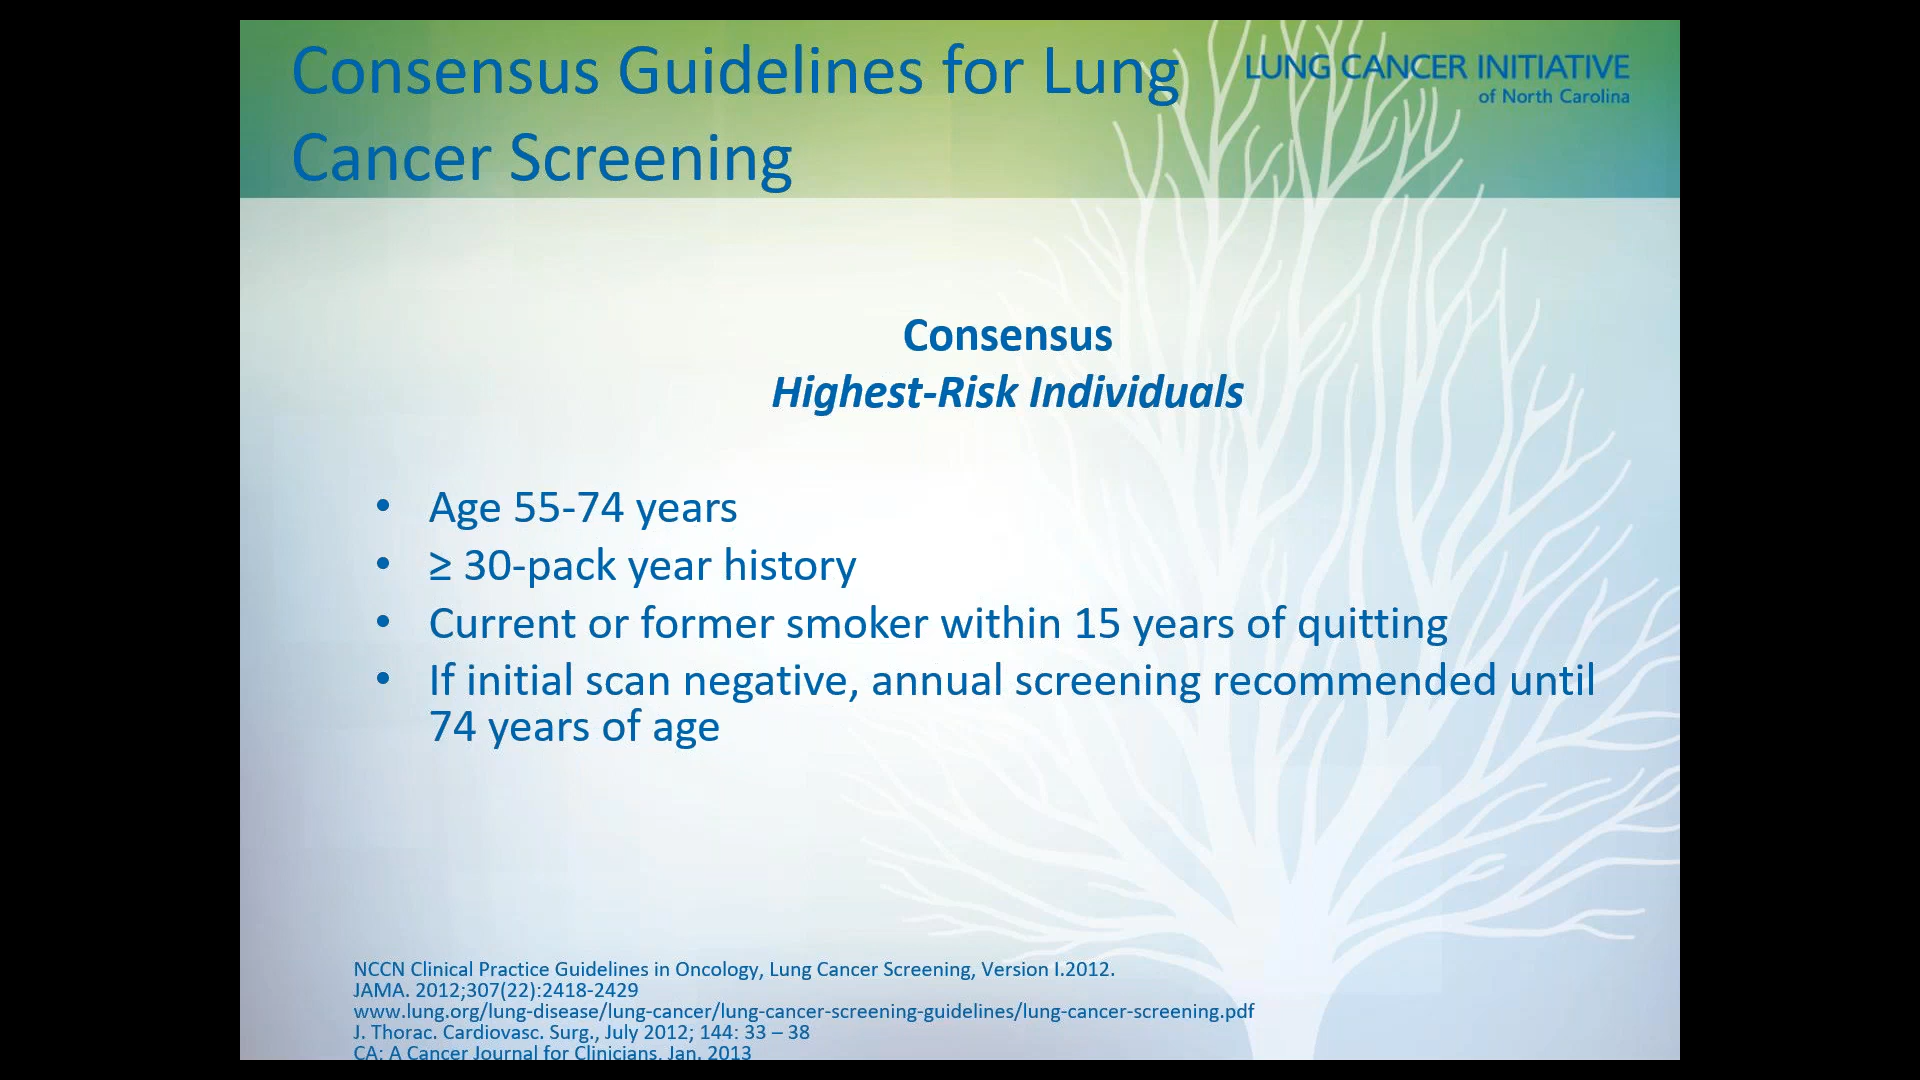 Consensus Guidelines for Lung
Cancer Screening
LUNG CANCER INITIATIVE
of North Carolina
Consensus
Highest-Risk Individuals
• Age 55-74 years
• ≥ 30-pack year history
• Current or former smoker within 15 years of quitting
• If initial scan negative, annual screening recommended until
74 years of age
NCCN Clinical Practice Guidelines in Oncology, Lung Cancer Screening, Version I.2012.
JAMA. 2012;307(22):2418-2429
www.lung.org/lung-disease/lung-cancer/lung-cancer-screening-guidelines/lung-cancer-screening.pdf
J. Thorac. Cardiovasc. Surg., July 2012; 144: 33 – 38
CA: A Cancer Journal for Clinicians, Jan. 2013